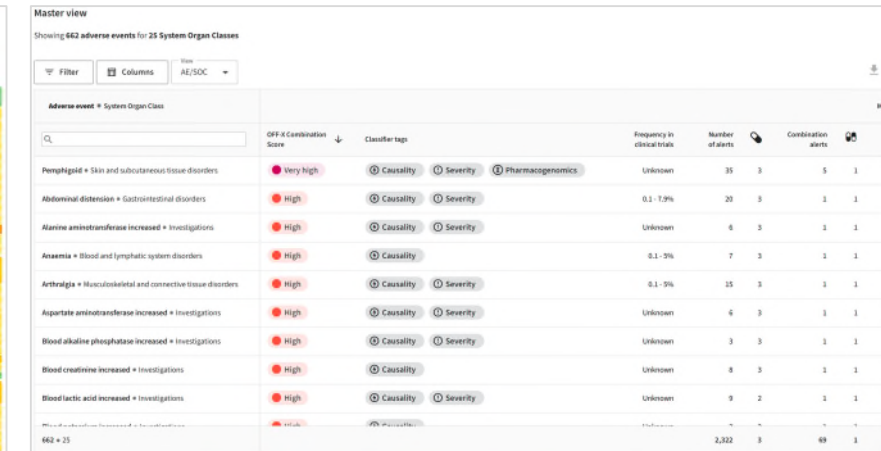 Master view
Showing 662 adverse events for 25 System Organ Classes
Filter Columns View AE/SOC
Adverse event • System Organ Class
OFF-X Combination Score Classifier tags Frequency in clinical trials Number of alerts Combination alerts
Pemphigoid • Skin and subcutaneous tissue disorders Very high Causality Severity Pharmacogenomics Unknown 35 3 5 1
Abdominal distension • Gastrointestinal disorders High Causality Severity 0.1 - 7.9% 20 3 1 1
Alanine aminotransferase increased • Investigations High Causality Severity Unknown 6 3 1 1
Anaemia • Blood and lymphatic system disorders High Causality 0.1 - 5% 7 3 1 1
Arthralgia • Musculoskeletal and connective tissue disorders High Causality Severity 0.1 - 5% 15 3 1 1
Aspartate aminotransferase increased • Investigations High Causality Severity Unknown 6 3 1 1
Blood alkaline phosphatase increased • Investigations High Causality Severity Unknown 3 3 1 1
Blood creatinine increased • Investigations High Causality Unknown 8 3 1 1
Blood lactic acid increased • Investigations High Causality Severity Unknown 9 2 1 1
662 • 25 2,322 3 69 1